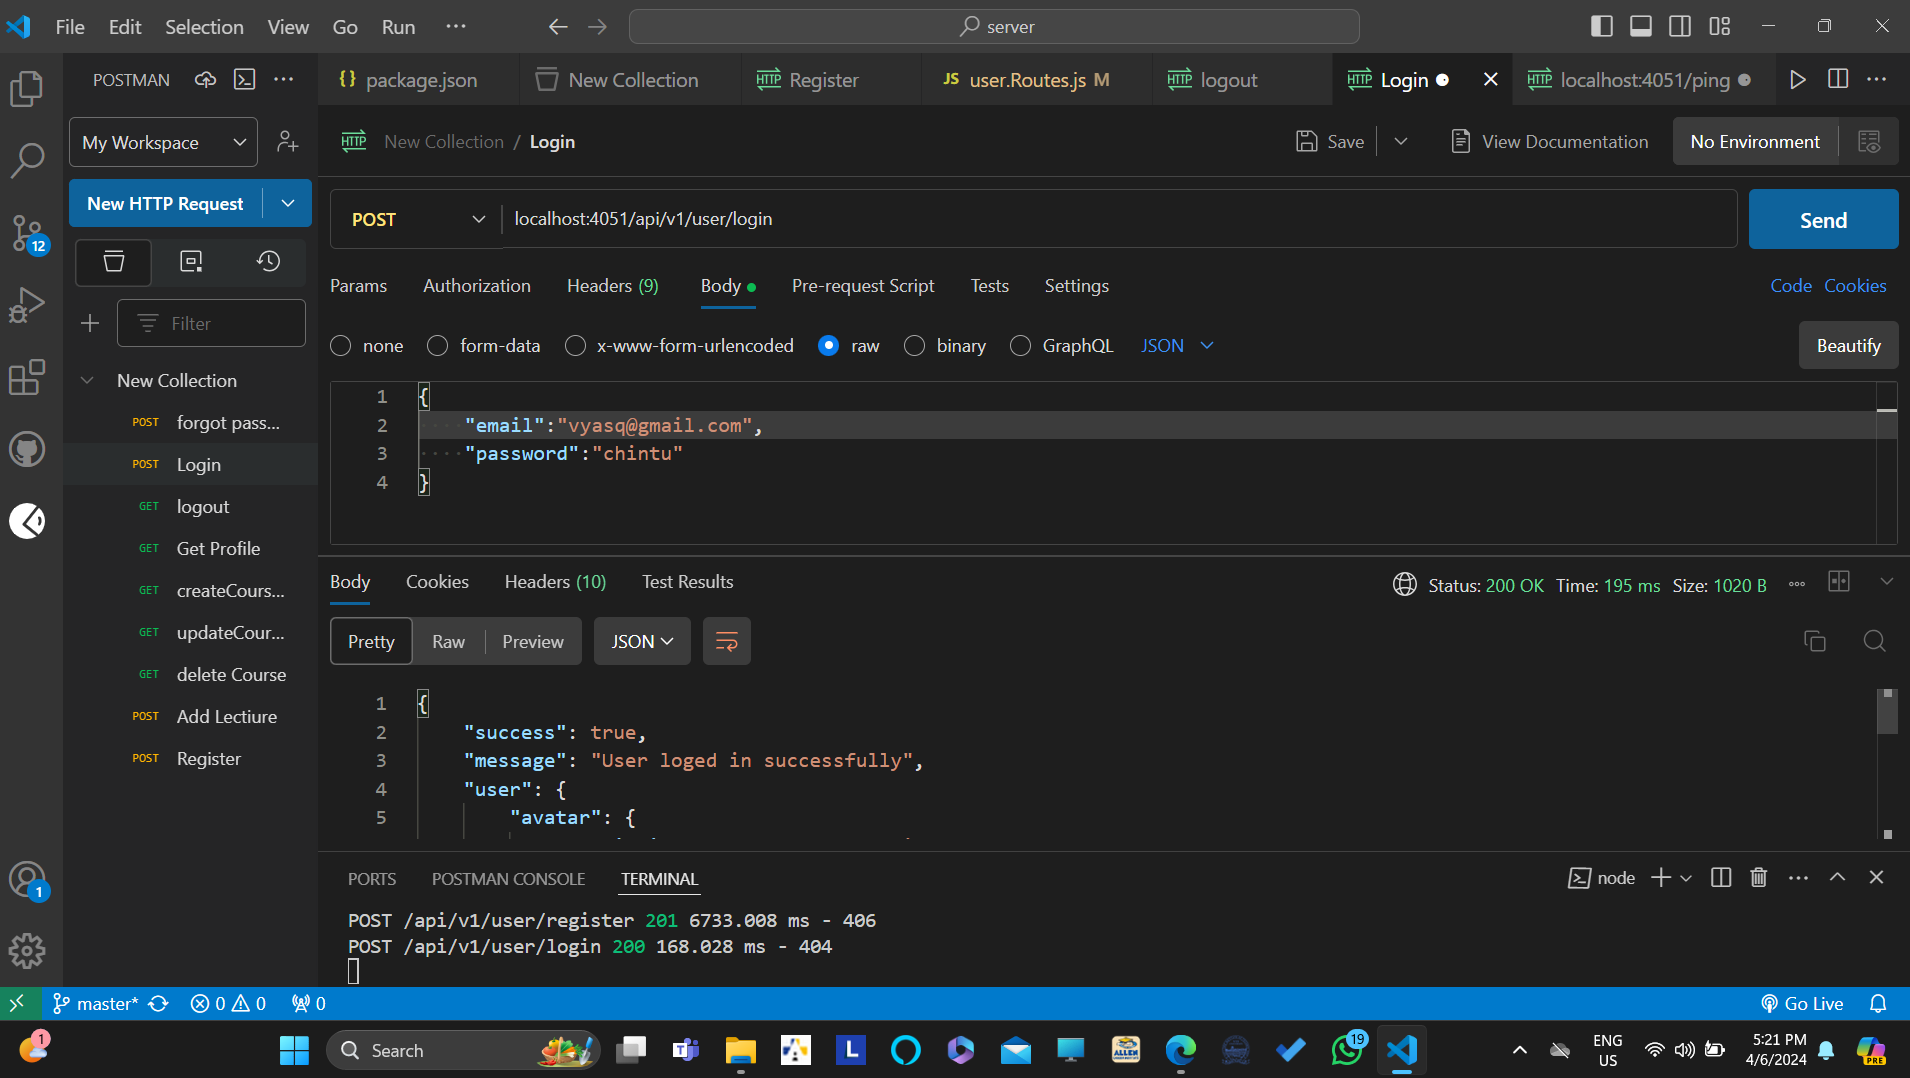 File Edit Selection View Go Run ···
server
POSTMAN
{} package.json
New Collection
HTTP Register
JS user.Routes.js M
HTTP logout
HTTP Login
HTTP localhost:4051/ping
My Workspace
HTTP New Collection / Login
Save
View Documentation
No Environment
New HTTP Request
POST
localhost:4051/api/v1/user/login
Send
12
Params Authorization Headers (9) Body Pre-request Script Tests Settings
Code Cookies
Filter
none form-data x-www-form-urlencoded raw binary GraphQL JSON
Beautify
New Collection
POST forgot pass...
POST Login
GET logout
GET Get Profile
GET createCours...
GET updateCour...
GET delete Course
POST Add Lectiure
POST Register
1 {
2 ····"email":"vyasq@gmail.com",
3 ····"password":"chintu"
4 }
Body Cookies Headers (10) Test Results
Status: 200 OK Time: 195 ms Size: 1020 B
Pretty Raw Preview JSON
1 {
2 "success": true,
3 "message": "User loged in successfully",
4 "user": {
5 "avatar": {
PORTS POSTMAN CONSOLE TERMINAL
node
POST /api/v1/user/register 201 6733.008 ms - 406
POST /api/v1/user/login 200 168.028 ms - 404
1
master* 0 0 0
Go Live
1
Search
L
ALLEN
19
ENG
US
5:21 PM
4/6/2024
PRE